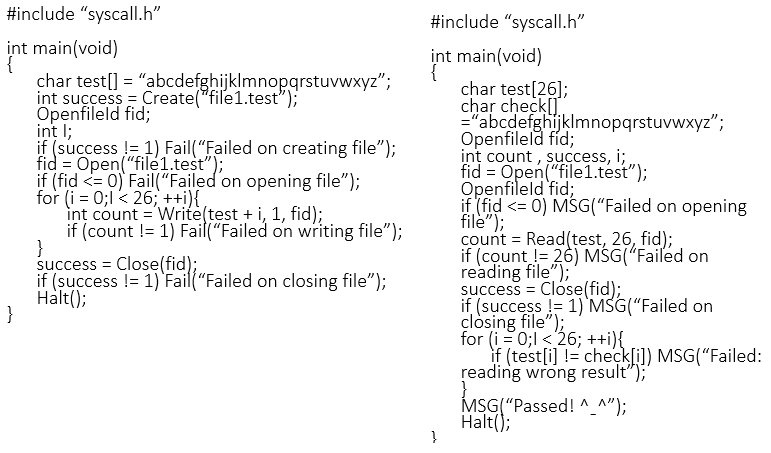 #include “syscall.h”
int main(void)
{
char test[] = “abcdefghijklmnopqrstuvwxyz”;
int success = Create(“file1.test”);
OpenfileId fid;
int I;
if (success != 1) Fail(“Failed on creating file”);
fid = Open(“file1.test”);
if (fid <= 0) Fail(“Failed on opening file”);
for (i = 0;I < 26; ++i){
int count = Write(test + i, 1, fid);
if (count != 1) Fail(“Failed on writing file”);
}
success = Close(fid);
if (success != 1) Fail(“Failed on closing file”);
Halt();
}
#include “syscall.h”
int main(void)
{
char test[26];
char check[]
=“abcdefghijklmnopqrstuvwxyz”;
OpenfileId fid;
int count , success, i;
fid = Open(“file1.test”);
OpenfileId fid;
if (fid <= 0) MSG(“Failed on opening
file”);
count = Read(test, 26, fid);
if (count != 26) MSG(“Failed on
reading file”);
success = Close(fid);
if (success != 1) MSG(“Failed on
closing file”);
for (i = 0;I < 26; ++i){
if (test[i] != check[i]) MSG(“Failed:
reading wrong result”);
}
MSG(“Passed! ^_^”);
Halt();
}